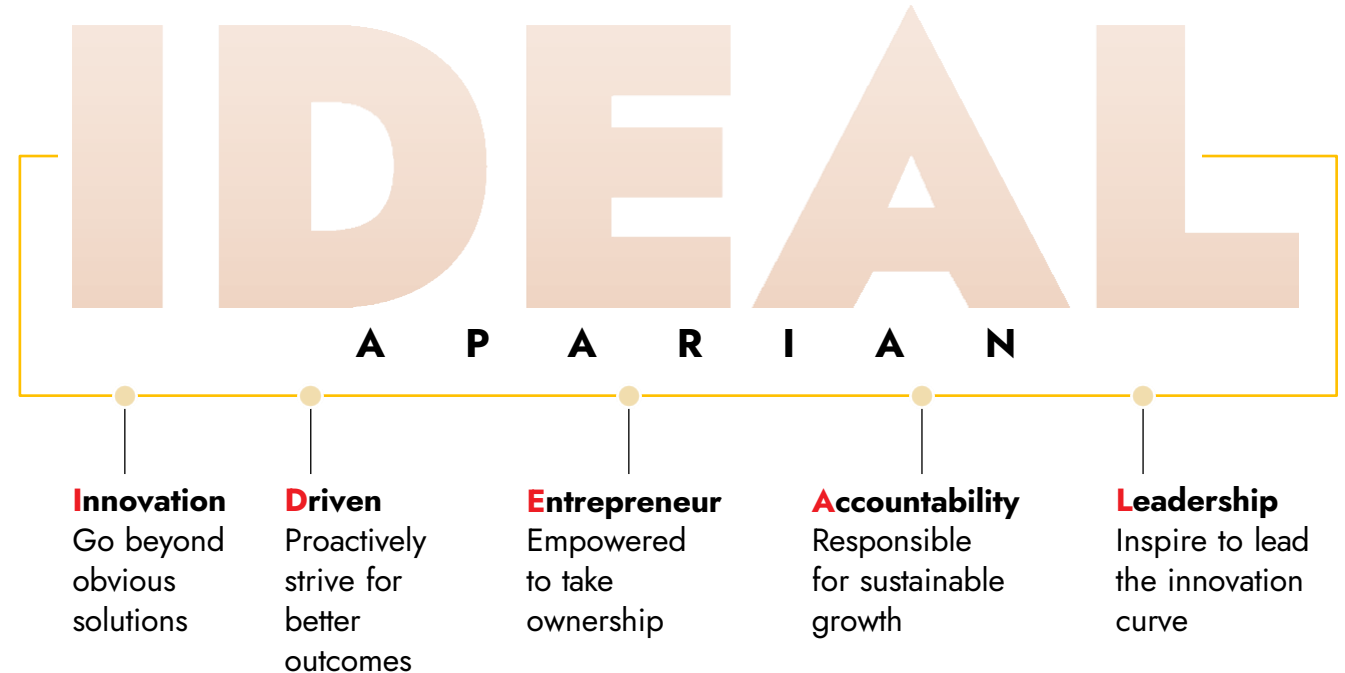 IDEAL
APARIAN
Innovation
Go beyond
obvious
solutions
Driven
Proactively
strive for
better
outcomes
Entrepreneur
Empowered
to take
ownership
Accountability
Responsible
for sustainable
growth
Leadership
Inspire to lead
the innovation
curve